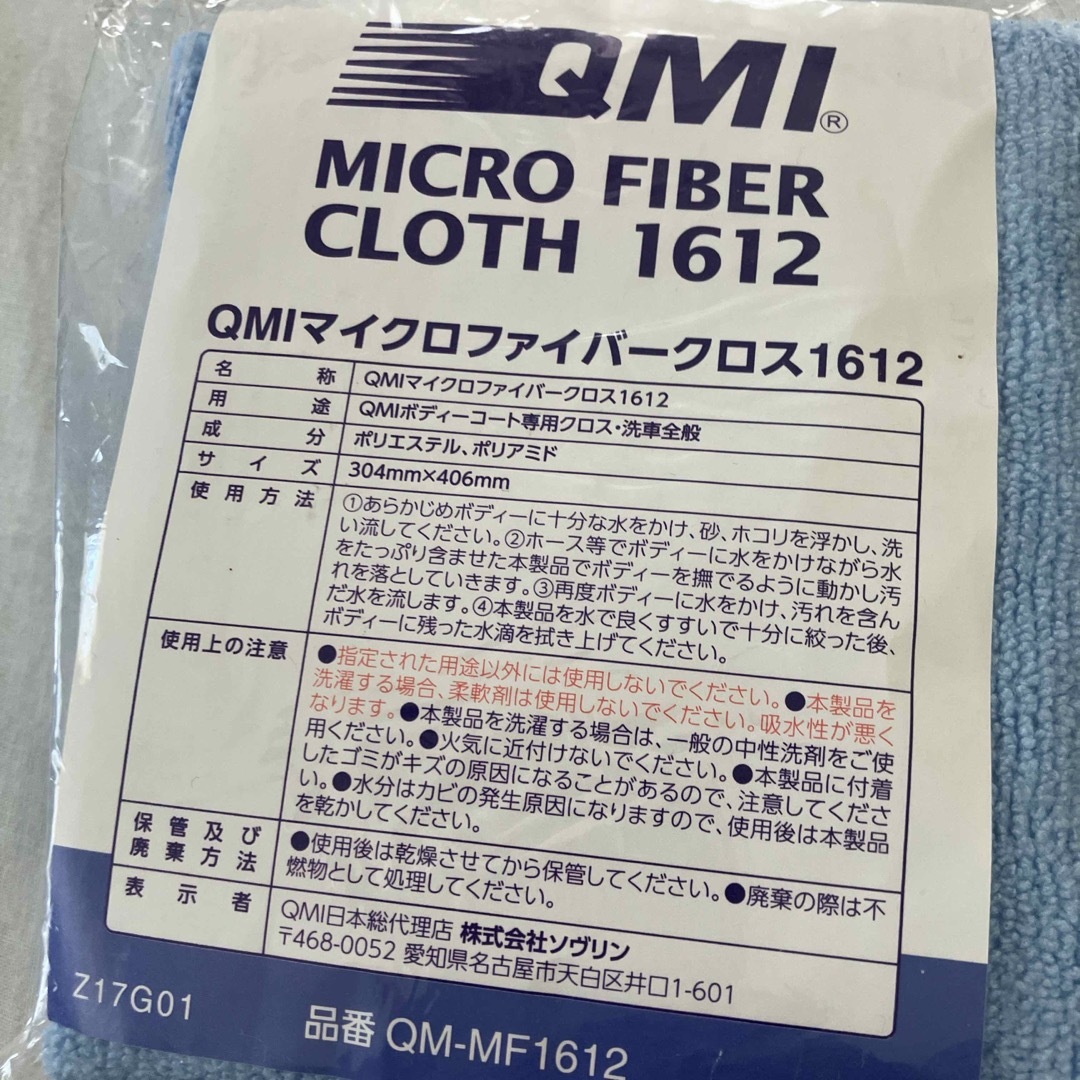 QMI®
MICRO FIBER
CLOTH 1612
QMIマイクロファイバークロス1612
名称 QMIマイクロファイバークロス1612
用途 QMIボディーコート専用クロス・洗車全般
成分 ポリエステル、ポリアミド
サイズ 304mm×406mm
使用方法 ①あらかじめボディーに十分な水をかけ、砂、ホコリを浮かし、洗
い流してください。②ホース等でボディーに水をかけながら水
をたっぷり含ませた本製品でボディーを撫でるように動かし汚
れを落としていきます。③再度ボディーに水をかけ、汚れを含ん
だ水を流します。④本製品を水で良くすすいで十分に絞った後、
ボディーに残った水滴を拭き上げてください。
使用上の注意 ●指定された用途以外には使用しないでください。●本製品を
洗濯する場合、柔軟剤は使用しないでください。吸水性が悪く
なります。●本製品を洗濯する場合は、一般の中性洗剤をご使
用ください。●火気に近付けないでください。●本製品に付着
したゴミがキズの原因になることがあるので、注意してくださ
い。●水分はカビの発生原因になりますので、使用後は本製品
を乾かしてください。
保管及び
廃棄方法
●使用後は乾燥させてから保管してください。●廃棄の際は不
燃物として処理してください。
表示者 QMI日本総代理店 株式会社ソヴリン
〒468-0052 愛知県名古屋市天白区井口1-601
Z17G01
品番 QM-MF1612